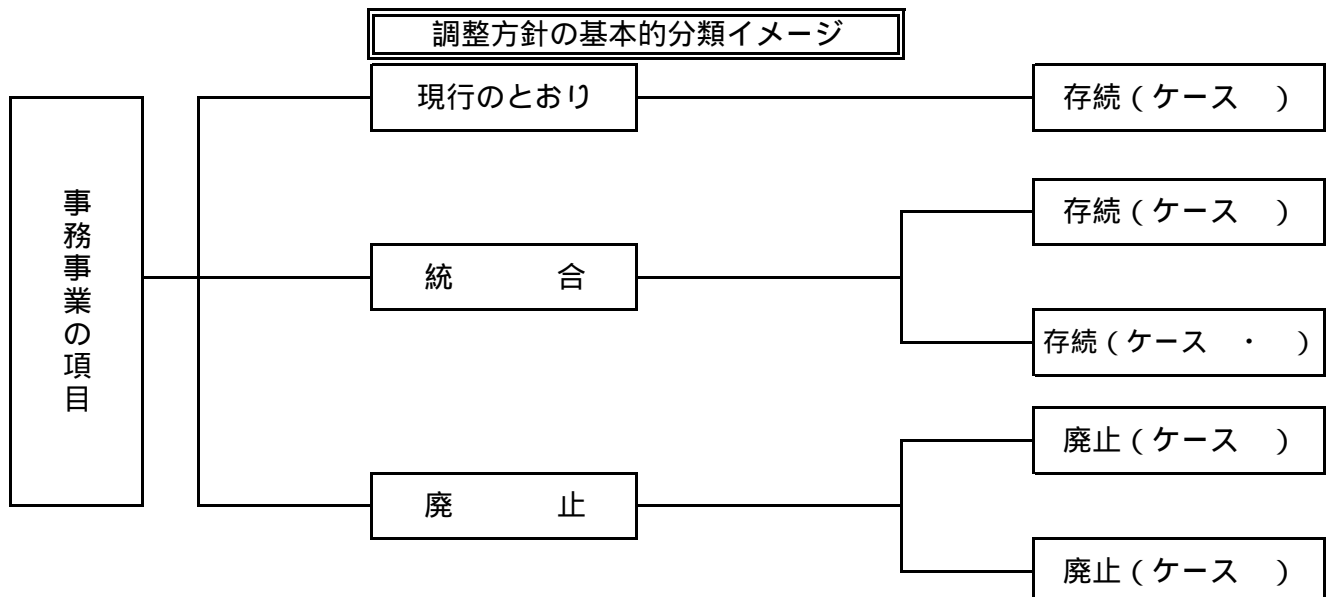 調整方針の基本的分類イメージ
事務事業の項目
現行のとおり
存続(ケース　)
統　　合
存続(ケース　)
存続(ケース　・　)
廃　　止
廃止(ケース　)
廃止(ケース　)